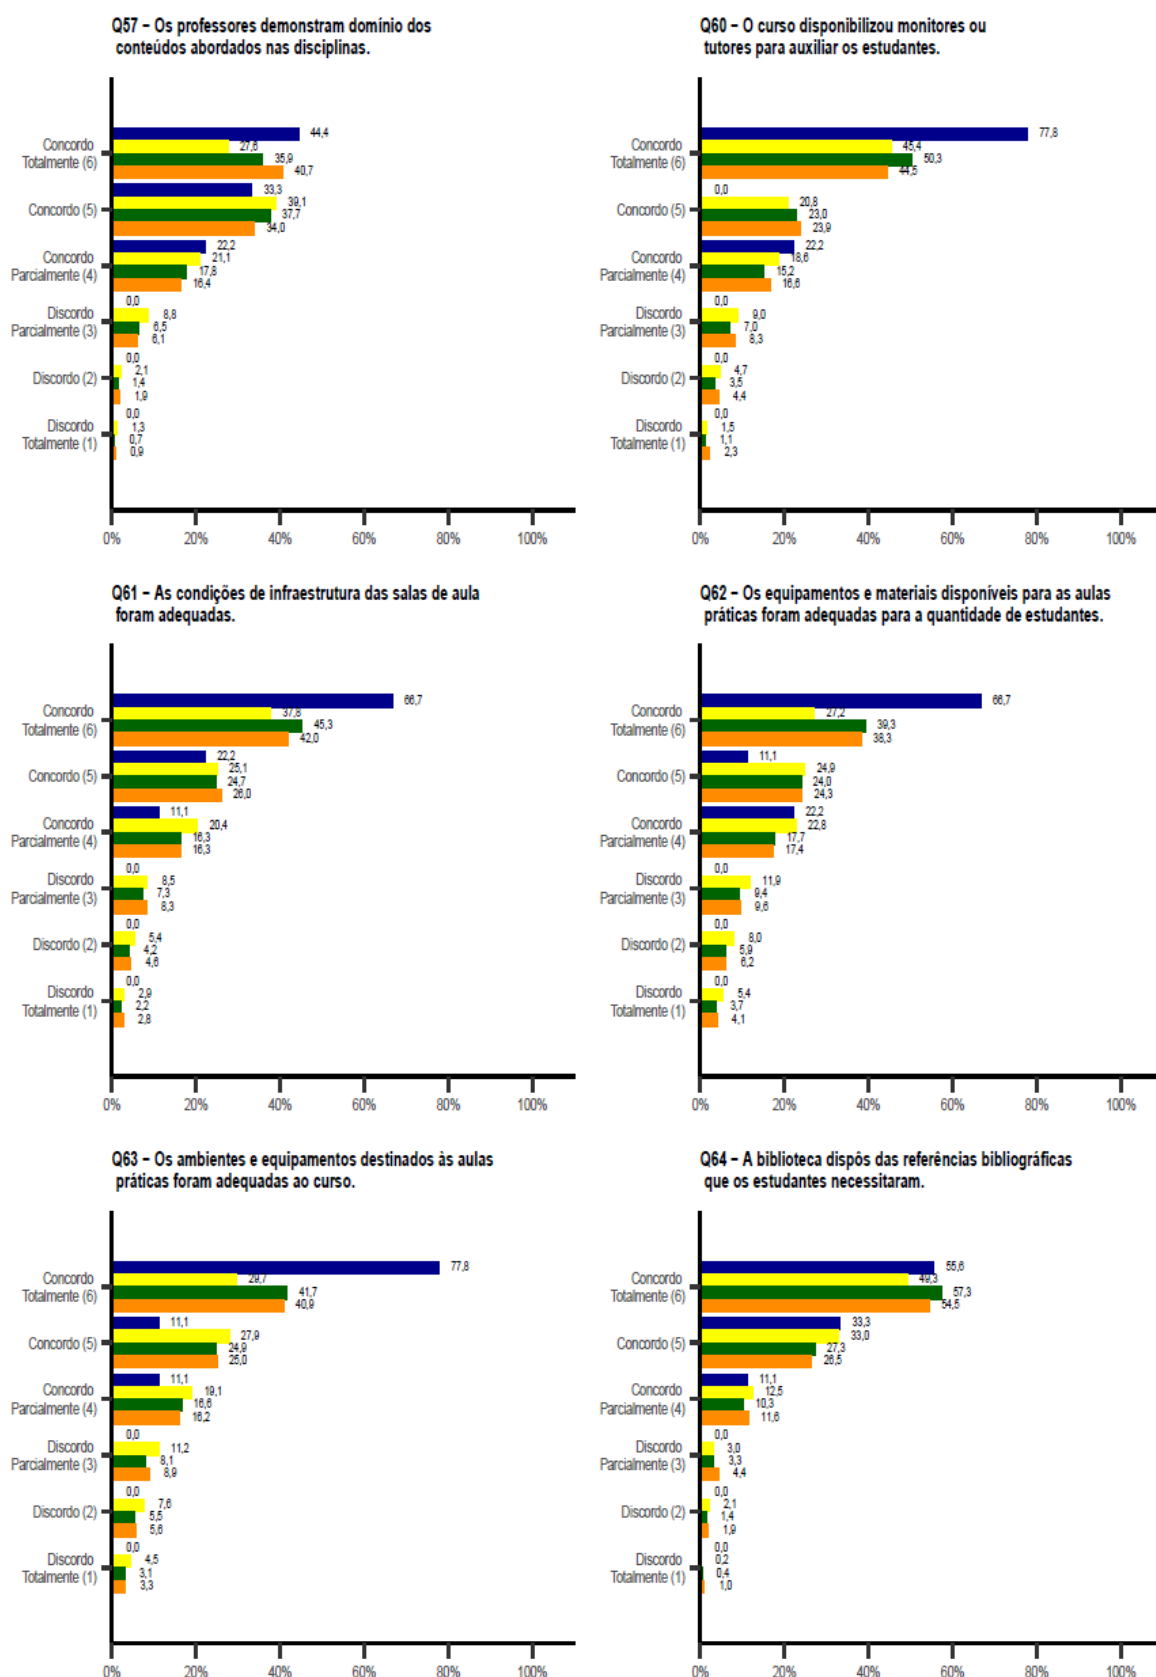 Q57 – Os professores demonstram domínio dos
conteúdos abordados nas disciplinas.
Concordo
Totalmente (6)
44,4
27,6
35,9
40,7
Concordo (5)
33,3
39,1
37,7
34,0
Concordo
Parcialmente (4)
22,2
21,1
17,8
16,4
Discordo
Parcialmente (3)
0,0
8,8
6,5
6,1
Discordo (2)
0,0
2,1
1,4
1,9
Discordo
Totalmente (1)
0,0
1,3
0,7
0,9
0%
20%
40%
60%
80%
100%
Q60 – O curso disponibilizou monitores ou
tutores para auxiliar os estudantes.
Concordo
Totalmente (6)
77,8
45,4
50,3
44,5
Concordo (5)
0,0
20,8
23,0
23,9
Concordo
Parcialmente (4)
22,2
18,6
15,2
16,6
Discordo
Parcialmente (3)
0,0
9,0
7,0
8,3
Discordo (2)
0,0
4,7
3,5
4,4
Discordo
Totalmente (1)
0,0
1,5
1,1
2,3
0%
20%
40%
60%
80%
100%
Q61 – As condições de infraestrutura das salas de aula
foram adequadas.
Concordo
Totalmente (6)
66,7
37,8
45,3
42,0
Concordo (5)
22,2
25,1
24,7
26,0
Concordo
Parcialmente (4)
11,1
20,4
16,3
16,3
Discordo
Parcialmente (3)
0,0
8,5
7,3
8,3
Discordo (2)
0,0
5,4
4,2
4,6
Discordo
Totalmente (1)
0,0
2,9
2,2
2,8
0%
20%
40%
60%
80%
100%
Q62 – Os equipamentos e materiais disponíveis para as aulas
práticas foram adequadas para a quantidade de estudantes.
Concordo
Totalmente (6)
66,7
27,2
39,3
38,3
Concordo (5)
11,1
24,9
24,0
24,3
Concordo
Parcialmente (4)
22,2
22,8
17,7
17,4
Discordo
Parcialmente (3)
0,0
11,9
9,4
9,6
Discordo (2)
0,0
8,0
5,9
6,2
Discordo
Totalmente (1)
0,0
5,4
3,7
4,1
0%
20%
40%
60%
80%
100%
Q63 – Os ambientes e equipamentos destinados às aulas
práticas foram adequadas ao curso.
Concordo
Totalmente (6)
77,8
29,7
41,7
40,9
Concordo (5)
11,1
27,9
24,9
25,0
Concordo
Parcialmente (4)
11,1
19,1
16,6
16,2
Discordo
Parcialmente (3)
0,0
11,2
8,1
8,9
Discordo (2)
0,0
7,6
5,5
5,6
Discordo
Totalmente (1)
0,0
4,5
3,1
3,3
0%
20%
40%
60%
80%
100%
Q64 – A biblioteca dispôs das referências bibliográficas
que os estudantes necessitaram.
Concordo
Totalmente (6)
55,6
49,3
57,3
54,5
Concordo (5)
33,3
33,0
27,3
26,5
Concordo
Parcialmente (4)
11,1
12,5
10,3
11,6
Discordo
Parcialmente (3)
0,0
3,0
3,3
4,4
Discordo (2)
0,0
2,1
1,4
1,9
Discordo
Totalmente (1)
0,0
0,2
0,4
1,0
0%
20%
40%
60%
80%
100%